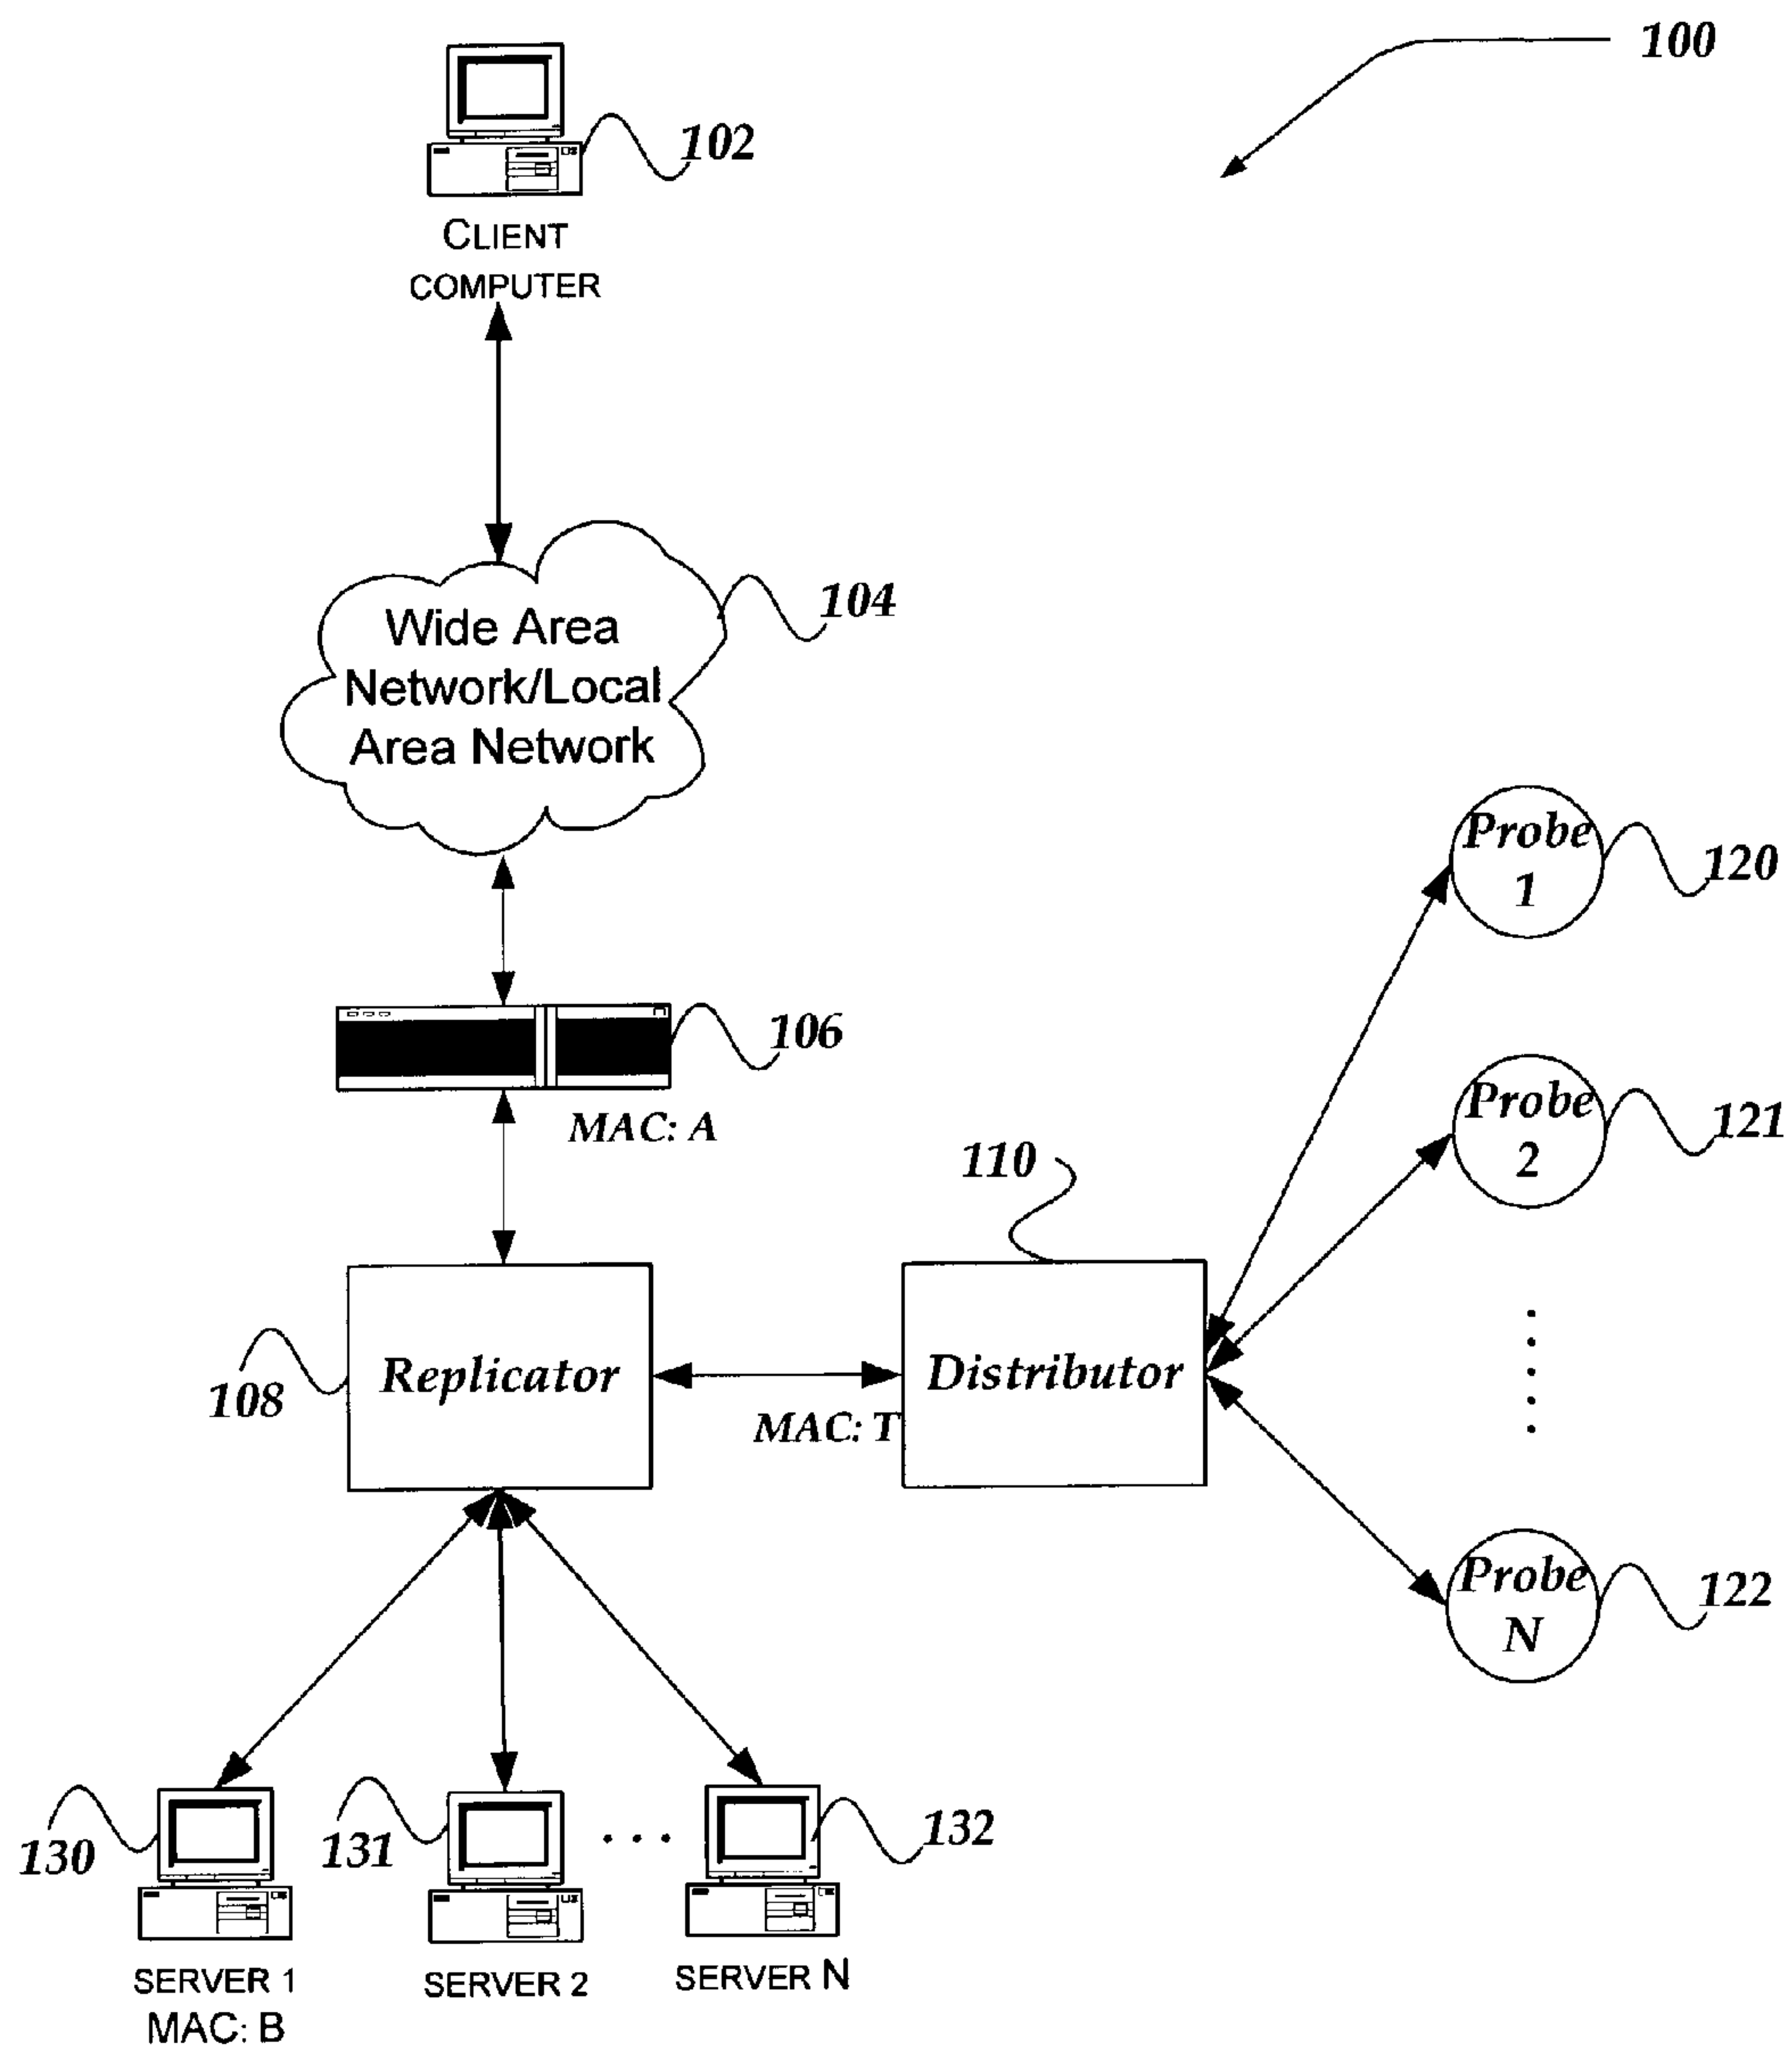 100
102
CLIENT
COMPUTER
104
Wide Area
Network/Local
Area Network
Probe
1
120
106
MAC: A
Probe
2
121
110
Replicator
108
Distributor
MAC: T
Probe
N
122
130
131
. . .
132
SERVER 1
MAC: B
SERVER 2
SERVER N